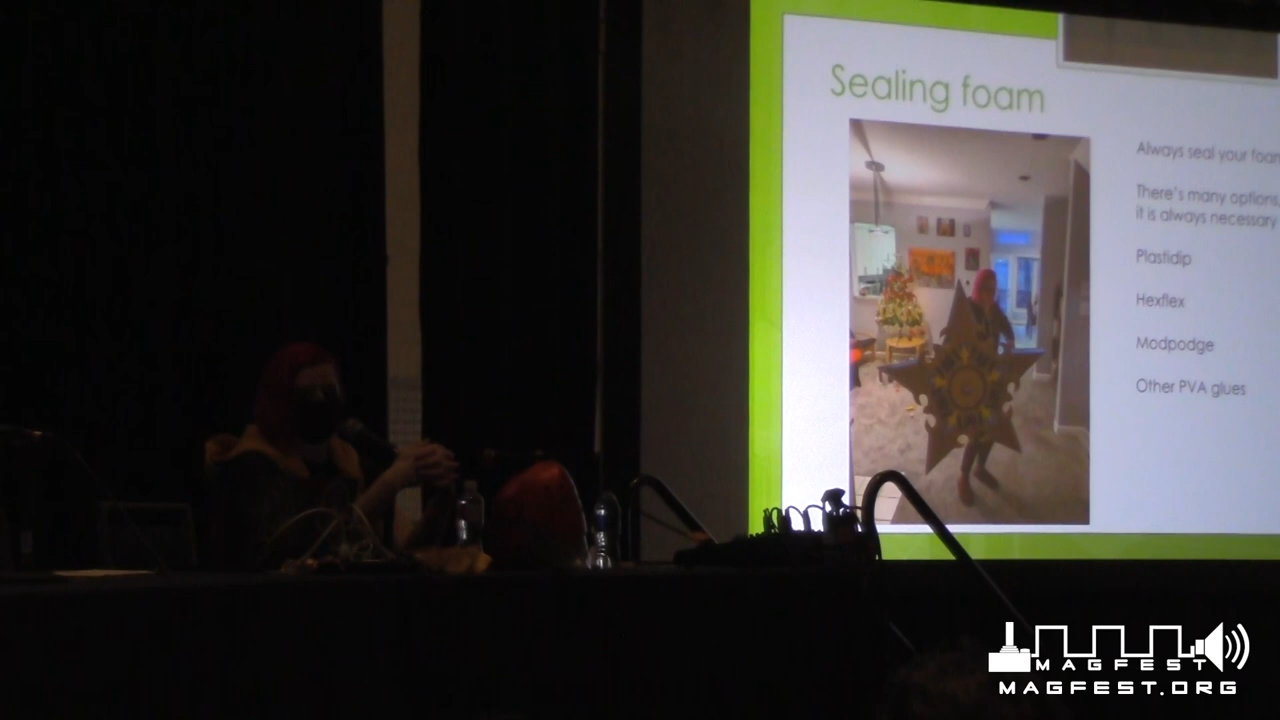 Sealing foam
Always seal your foam
There's many options,
it is always necessary
Plastidip
Hexflex
Modpodge
Other PVA glues
MAGFEST
MAGFEST.ORG